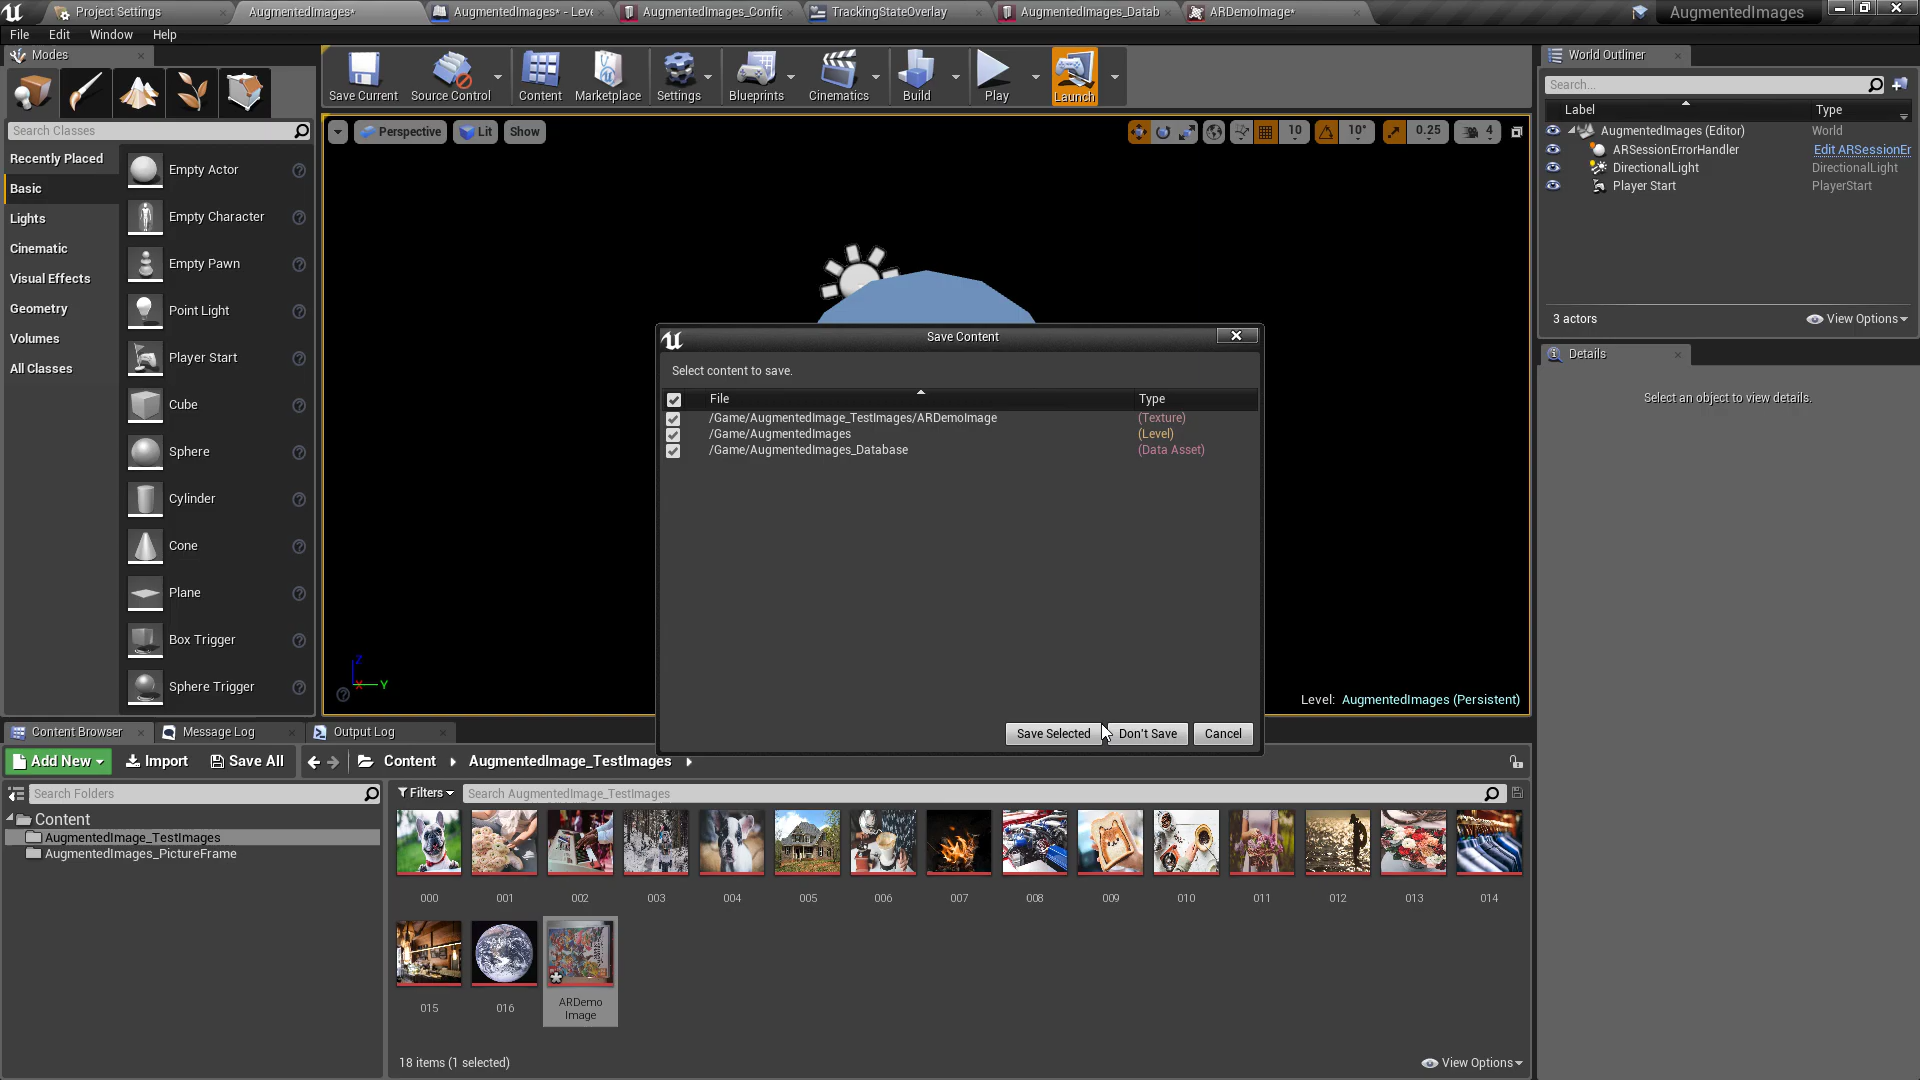 Project Settings
AugmentedImages*
AugmentedImages* - Leve
AugmentedImages_Config
TrackingStateOverlay
AugmentedImages_Datab
ARDemoImage*
AugmentedImages
File Edit Window Help
Modes
Search Classes
Recently Placed
Basic
Lights
Cinematic
Visual Effects
Geometry
Volumes
All Classes
Empty Actor
Empty Character
Empty Pawn
Point Light
Player Start
Cube
Sphere
Cylinder
Cone
Plane
Box Trigger
Sphere Trigger
Save Current
Source Control
Content
Marketplace
Settings
Blueprints
Cinematics
Build
Play
Launch
Perspective
Lit
Show
10
10°
0.25
4
Z
X
Y
Level: AugmentedImages (Persistent)
World Outliner
Search...
Label Type
AugmentedImages (Editor) World
ARSessionErrorHandler Edit ARSessionEr
DirectionalLight DirectionalLight
Player Start PlayerStart
3 actors View Options
Details
Select an object to view details.
Save Content
Select content to save.
File Type
/Game/AugmentedImage_TestImages/ARDemoImage (Texture)
/Game/AugmentedImages (Level)
/Game/AugmentedImages_Database (Data Asset)
Save Selected
Don't Save
Cancel
Content Browser
Message Log
Output Log
Add New
Import
Save All
Content
AugmentedImage_TestImages
Search Folders
Filters
Search AugmentedImage_TestImages
Content
AugmentedImage_TestImages
AugmentedImages_PictureFrame
000 001 002 003 004 005 006 007 008 009 010 011 012 013 014
015 016 ARDemo
Image
18 items (1 selected)
View Options